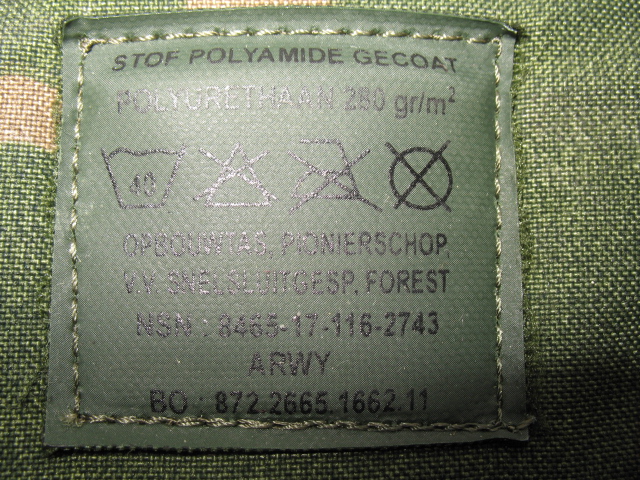 STOF POLYAMIDE GECOAT
POLYURETHAAN 280 gr/m²
40
OPBOUWTAS, PIONIERSCHOP,
V.V. SNELSLUITGESP. FOREST
NSN : 8465-17-116-2743
ARWY
BO : 872.2665.1662.11